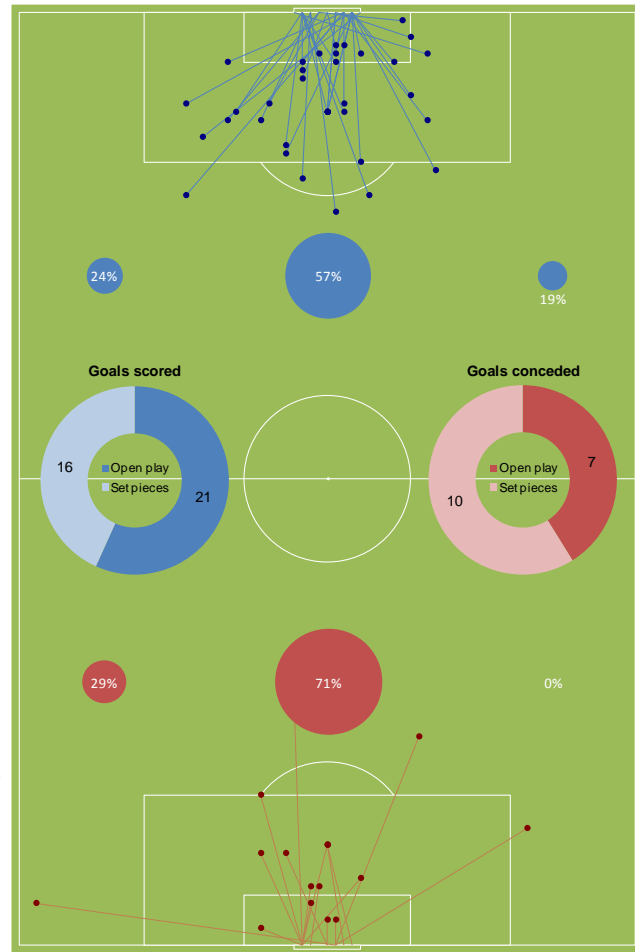 24%
57%
19%
Goals scored
Goals conceded
16
Open play
Set pieces
21
10
Open play
Set pieces
7
29%
71%
0%